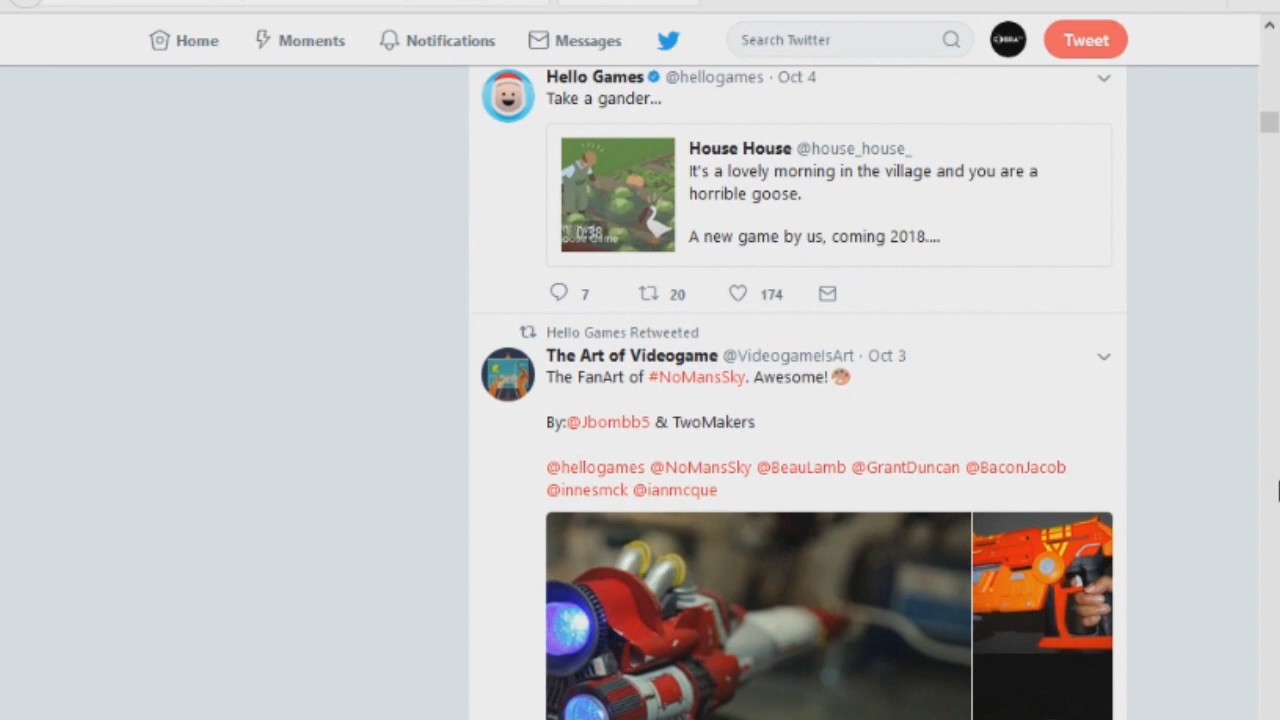 Home Moments Notifications Messages Search Twitter Tweet
Hello Games @hellogames · Oct 4
Take a gander...
House House @house_house_
It's a lovely morning in the village and you are a
horrible goose.
A new game by us, coming 2018....
7 20 174
Hello Games Retweeted
The Art of Videogame @VideogameIsArt · Oct 3
The FanArt of #NoMansSky. Awesome!🎨
By:@Jbombb5 & TwoMakers
@hellogames @NoMansSky @BeauLamb @GrantDuncan @BaconJacob
@innesmck @ianmcque